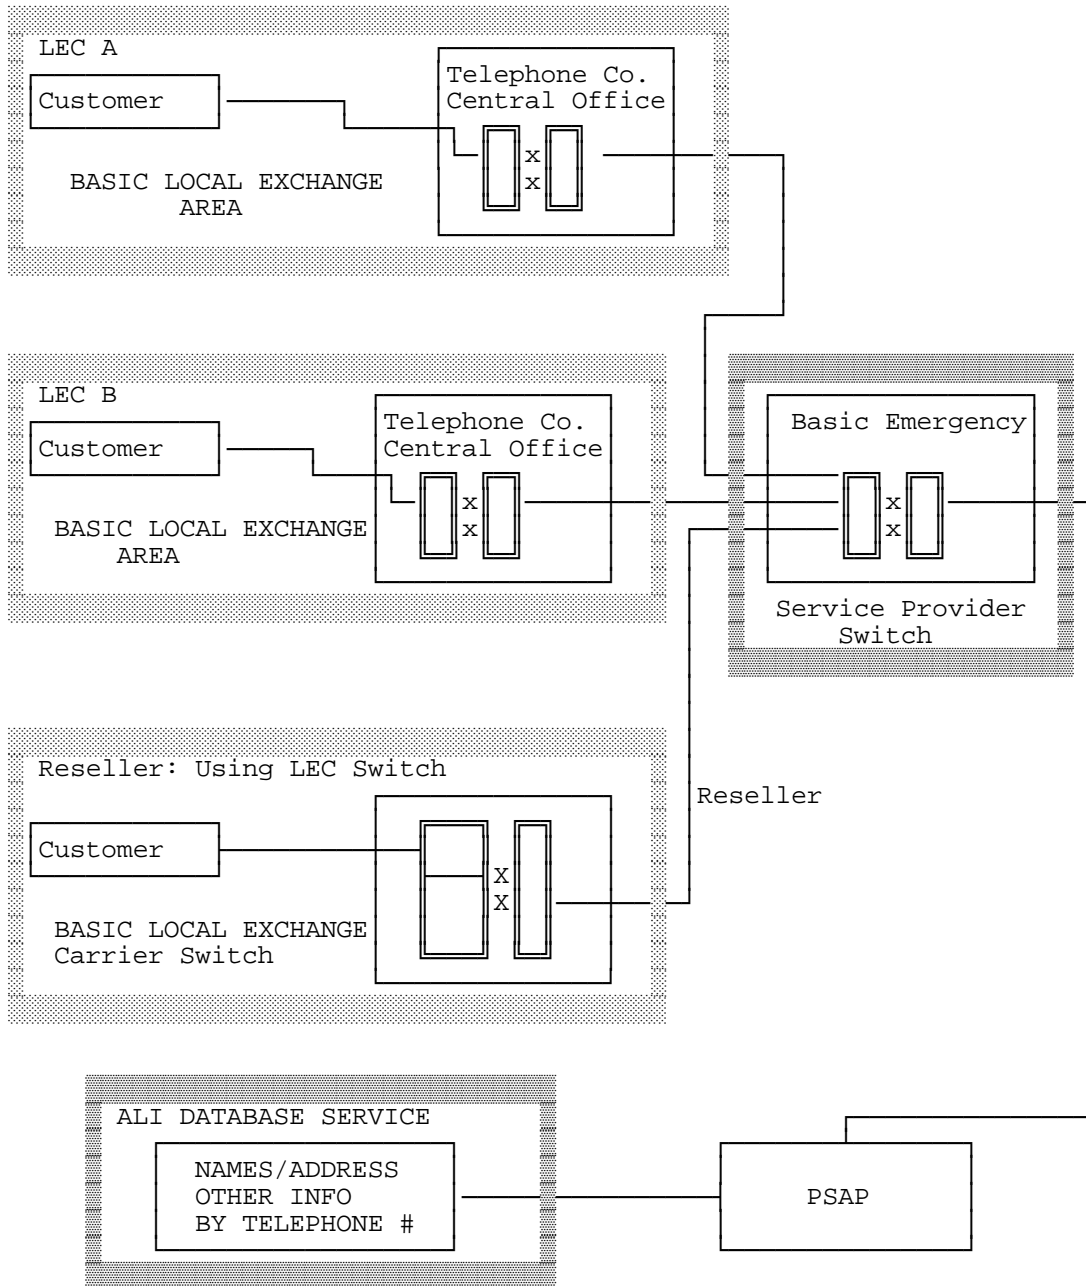 LEC A
Customer
Telephone Co.
Central Office
x
x
BASIC LOCAL EXCHANGE
AREA
LEC B
Customer
Telephone Co.
Central Office
x
x
BASIC LOCAL EXCHANGE
AREA
Basic Emergency
x
x
Service Provider
Switch
Reseller: Using LEC Switch
Reseller
Customer
X
X
BASIC LOCAL EXCHANGE
Carrier Switch
ALI DATABASE SERVICE
NAMES/ADDRESS
OTHER INFO
BY TELEPHONE #
PSAP